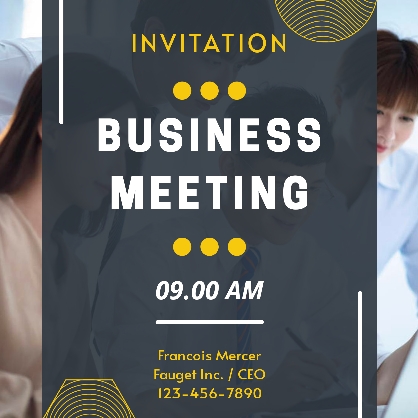 INVITATION
BUSINESS
MEETING
09.00 AM
Francois Mercer
Fauget Inc. / CEO
123-456-7890